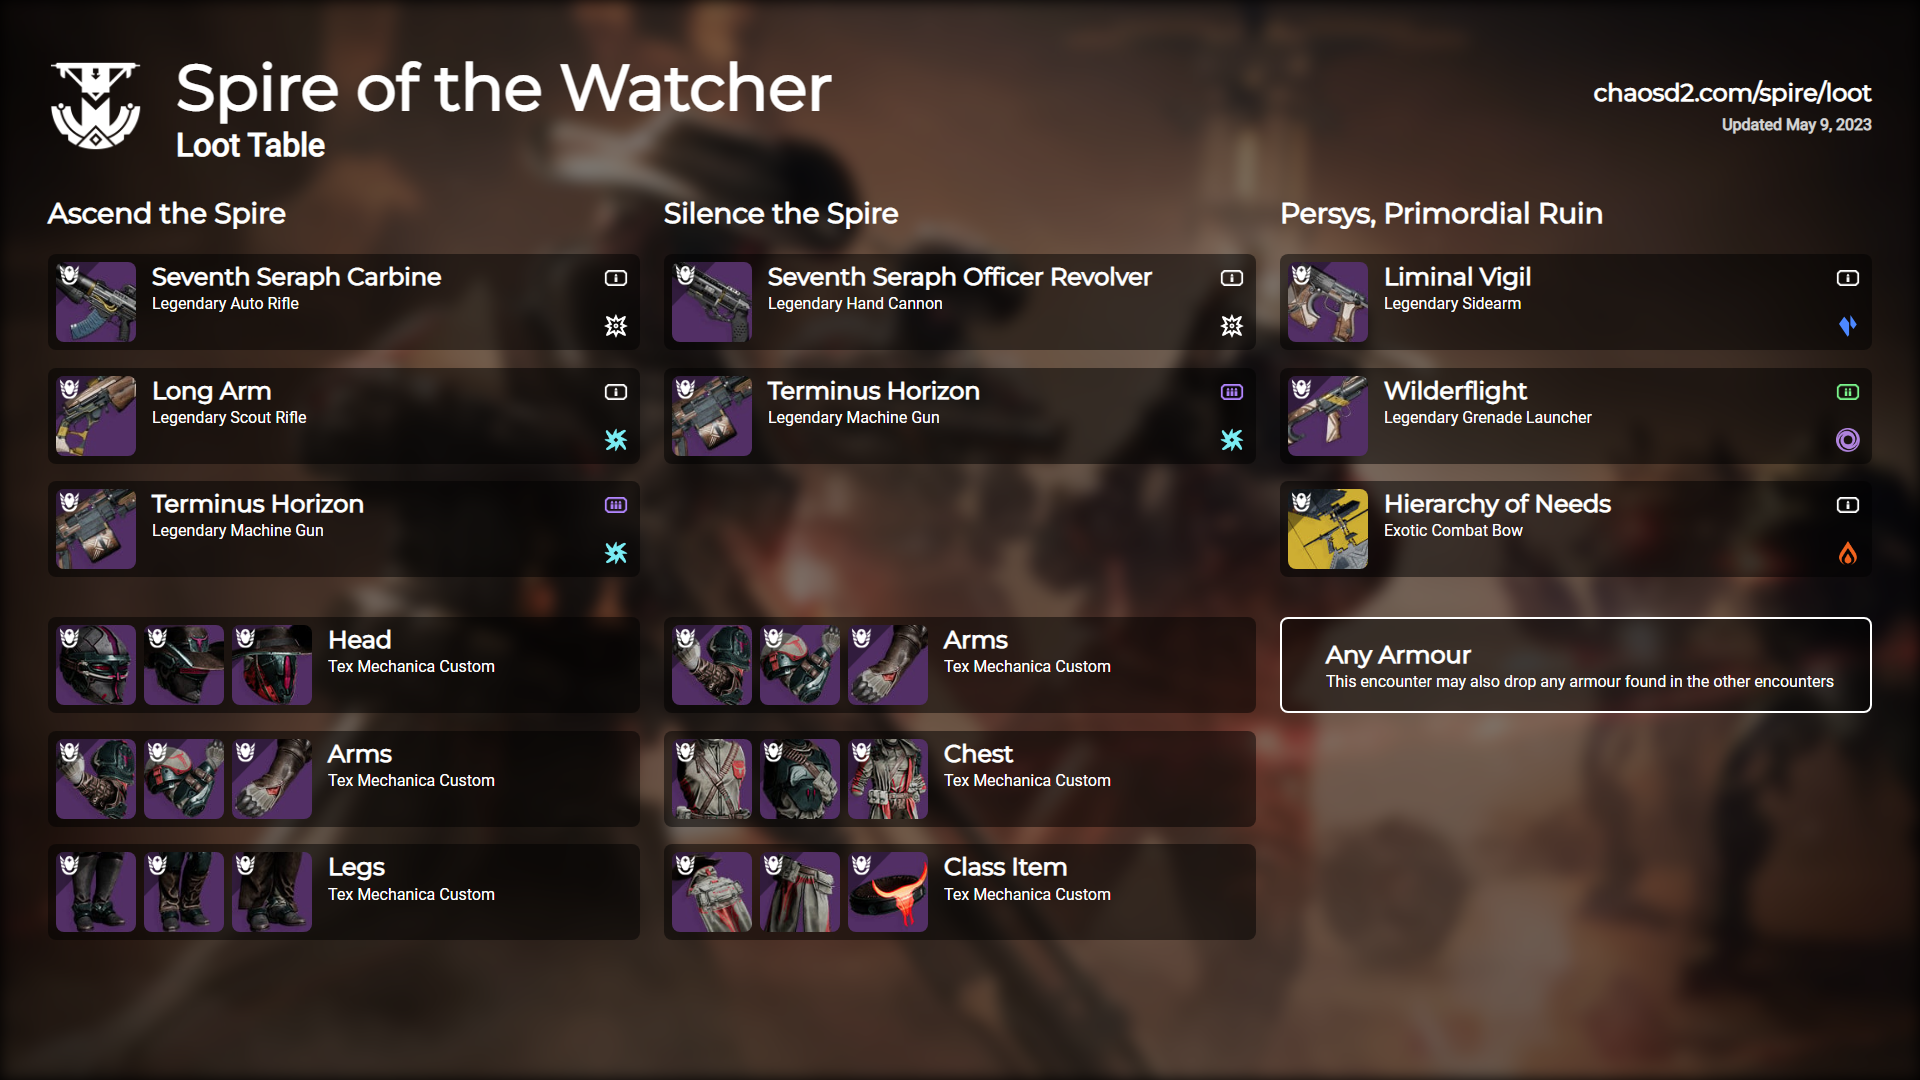 Spire of the Watcher
Loot Table
chaosd2.com/spire/loot
Updated May 9, 2023
Ascend the Spire
Seventh Seraph Carbine
Legendary Auto Rifle
Long Arm
Legendary Scout Rifle
Terminus Horizon
Legendary Machine Gun
Head
Tex Mechanica Custom
Arms
Tex Mechanica Custom
Legs
Tex Mechanica Custom
Silence the Spire
Seventh Seraph Officer Revolver
Legendary Hand Cannon
Terminus Horizon
Legendary Machine Gun
Arms
Tex Mechanica Custom
Chest
Tex Mechanica Custom
Class Item
Tex Mechanica Custom
Persys, Primordial Ruin
Liminal Vigil
Legendary Sidearm
Wilderflight
Legendary Grenade Launcher
Hierarchy of Needs
Exotic Combat Bow
Any Armour
This encounter may also drop any armour found in the other encounters